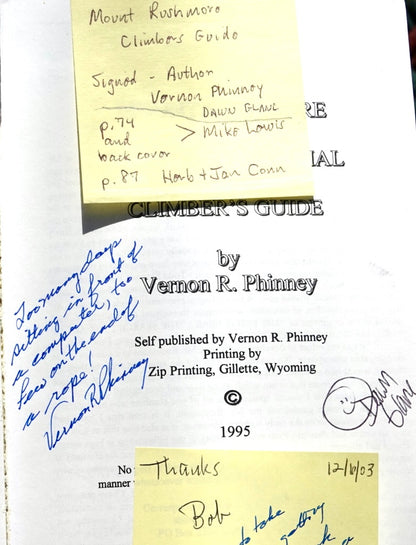 Mount Rushmore
Climbers Guide
Signed - Author
Vernon Phinney
DAWN GLANC
p.74 > Mike Lewis
and
back cover
p.87 Herb + Jan Conn
RE
IAL
CLIMBER'S GUIDE
by
Vernon R. Phinney
Too many days
sitting in front of
a computer, too
few on the end of
a rope!
Vernon R Phinney
Self published by Vernon R. Phinney
Printing by
Zip Printing, Gillette, Wyoming
©
1995
Dawn
Glanc
No
manner
Thanks 12/6/03
Bob
to take
getting